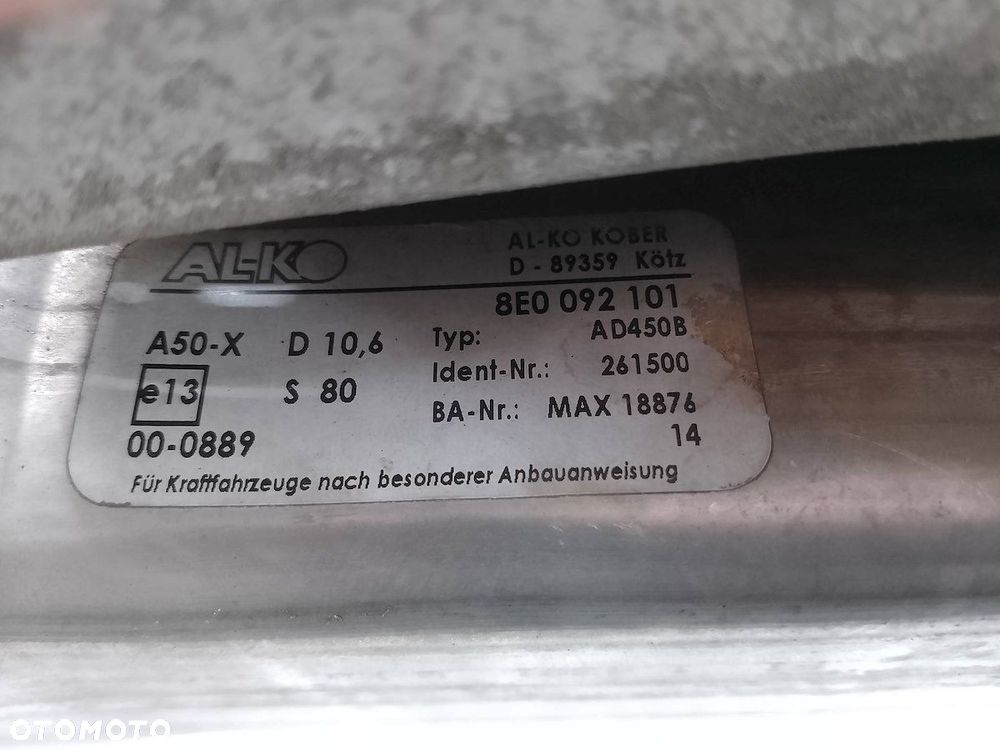 AL-KO
AL-KO KOBER
D - 89359 Kötz
8E0 092 101
A50-X D 10,6 Typ: AD450B
e13 S 80 Ident-Nr.: 261500
00-0889 BA-Nr.: MAX 18876
14
Für Kraftfahrzeuge nach besonderer Anbauanweisung
OTOMOTO